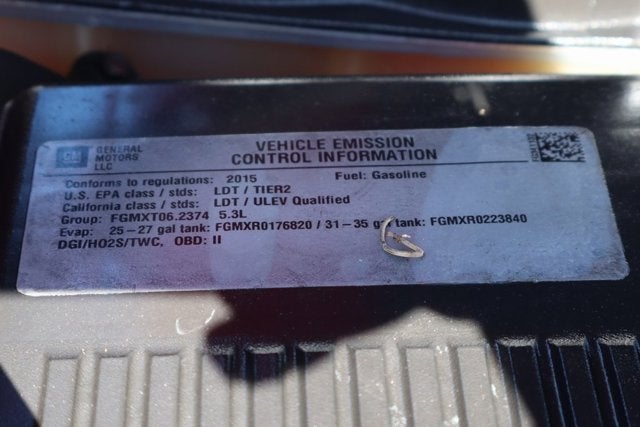 GM
GENERAL
MOTORS
LLC
VEHICLE EMISSION
CONTROL INFORMATION
Conforms to regulations: 2015 Fuel: Gasoline
U.S. EPA class / stds: LDT / TIER2
California class / stds: LDT / ULEV Qualified
Group: FGMXT06.2374 5.3L
Evap: 25 – 27 gal tank: FGMXR0176820 / 31 – 35 gal tank: FGMXR0223840
DGI/HO2S/TWC, OBD: II